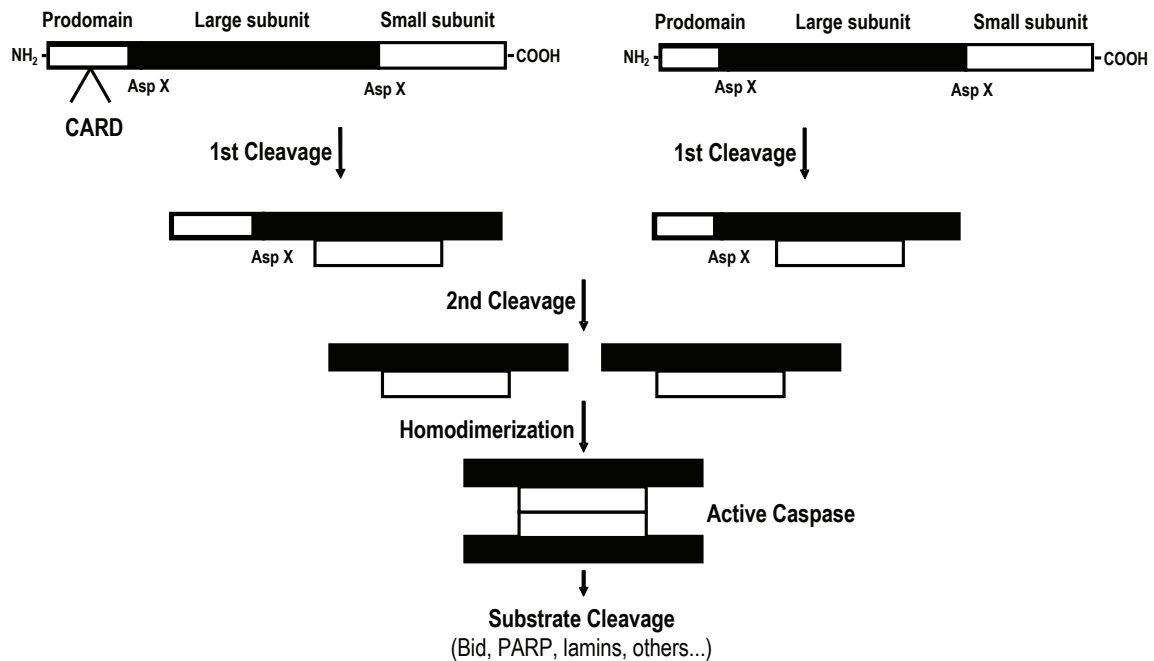 Prodomain Large subunit Small subunit
NH2 COOH
Asp X Asp X
CARD
Prodomain Large subunit Small subunit
NH2 COOH
Asp X Asp X
1st Cleavage
1st Cleavage
Asp X
Asp X
2nd Cleavage
Homodimerization
Active Caspase
Substrate Cleavage
(Bid, PARP, lamins, others...)